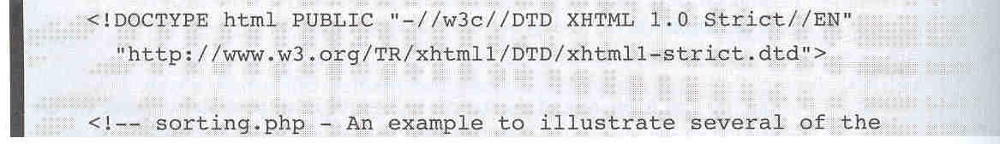 <!DOCTYPE html PUBLIC "-//w3c//DTD XHTML 1.0 Strict//EN"
"http://www.w3.org/TR/xhtml1/DTD/xhtml1-strict.dtd">
<!-- sorting.php - An example to illustrate several of the